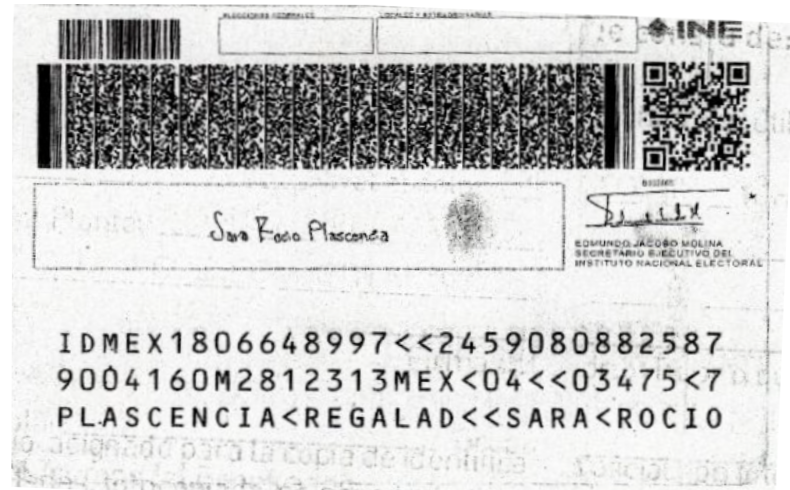 ELECCIONES FEDERALES
LOCALES Y EXTRAORDINARIAS
INE
Sara Rocio Plascencia
EDMUNDO JACOBO MOLINA
SECRETARIO EJECUTIVO DEL
INSTITUTO NACIONAL ELECTORAL
IDMEX1806648997<<2459080882587
9004160M2812313MEX<04<<03475<7
PLASCENCIA<REGALAD<<SARA<ROCIO